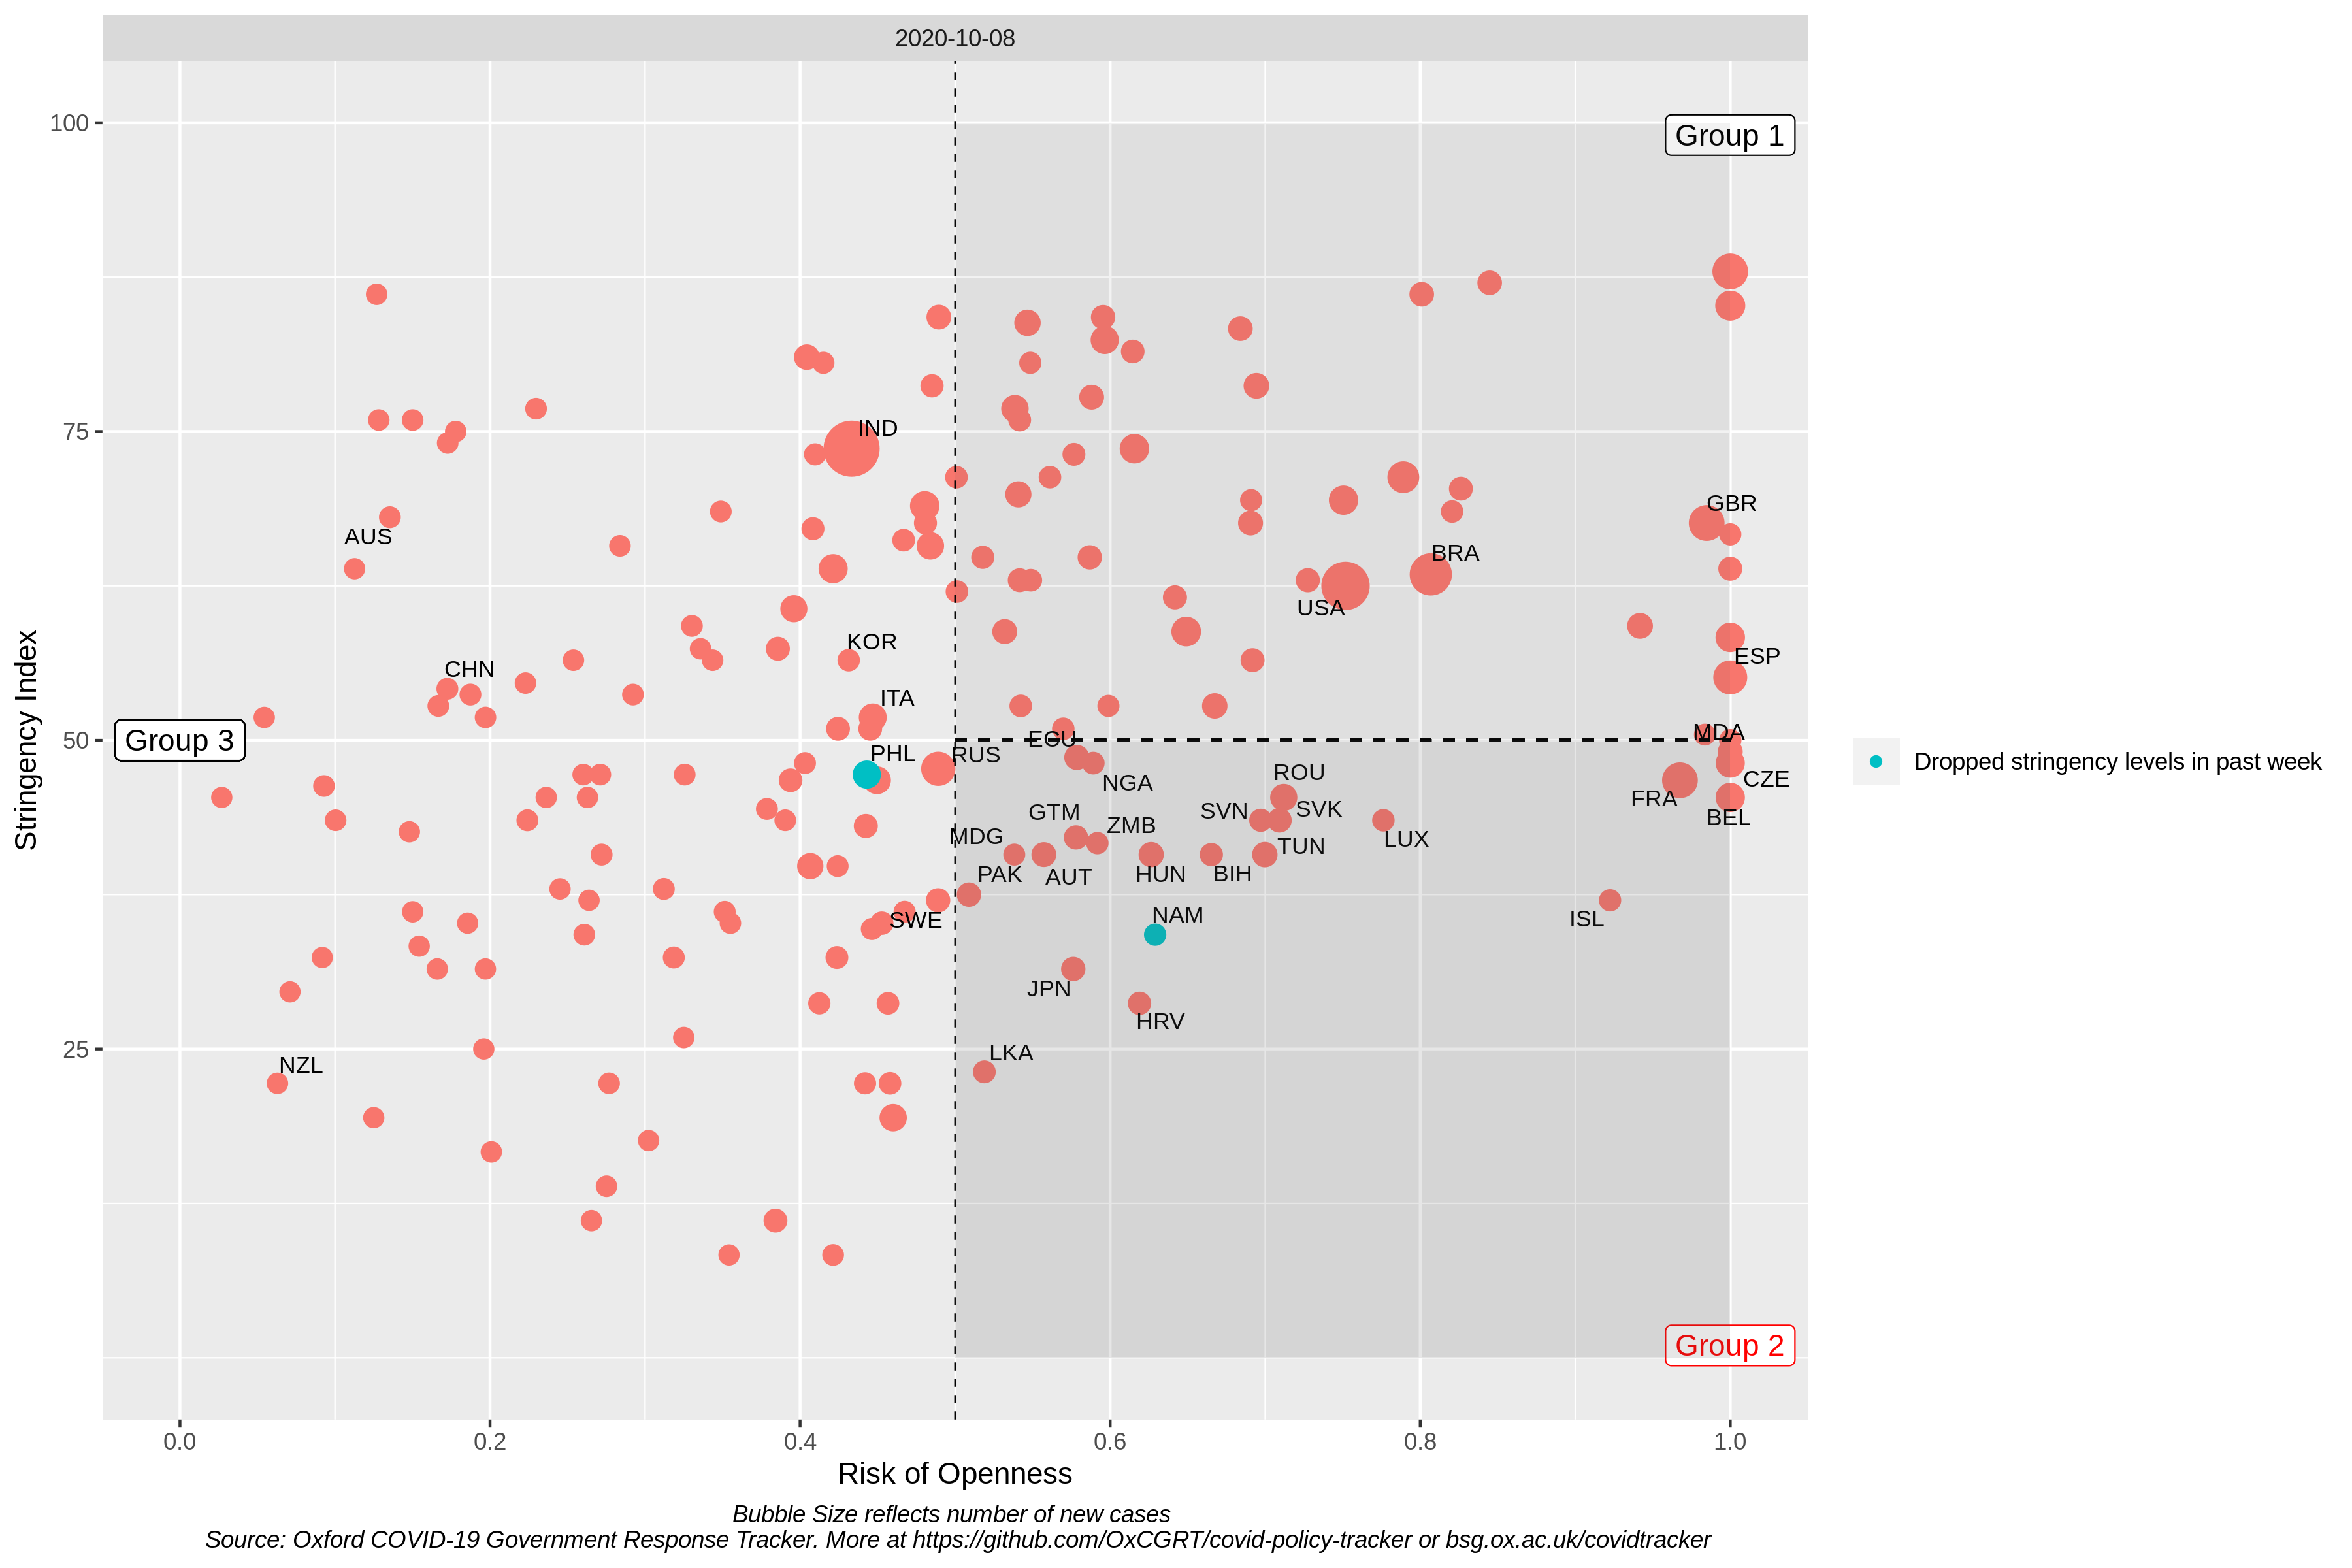 2020-10-08
100
Group 1
IND
75
GBR
AUS
BRA
USA
KOR
ESP
CHN
ITA
MDA
Group 3
50
ECU
PHL
RUS
Dropped stringency levels in past week
ROU
NGA
CZE
FRA
GTM
SVN
SVK
BEL
ZMB
MDG
LUX
TUN
PAK
AUT
HUN
BIH
NAM
SWE
ISL
JPN
HRV
25
LKA
NZL
Group 2
Stringency Index
0.0
0.2
0.4
0.6
0.8
1.0
Risk of Openness
Bubble Size reflects number of new cases
Source: Oxford COVID-19 Government Response Tracker. More at https://github.com/OxCGRT/covid-policy-tracker or bsg.ox.ac.uk/covidtracker